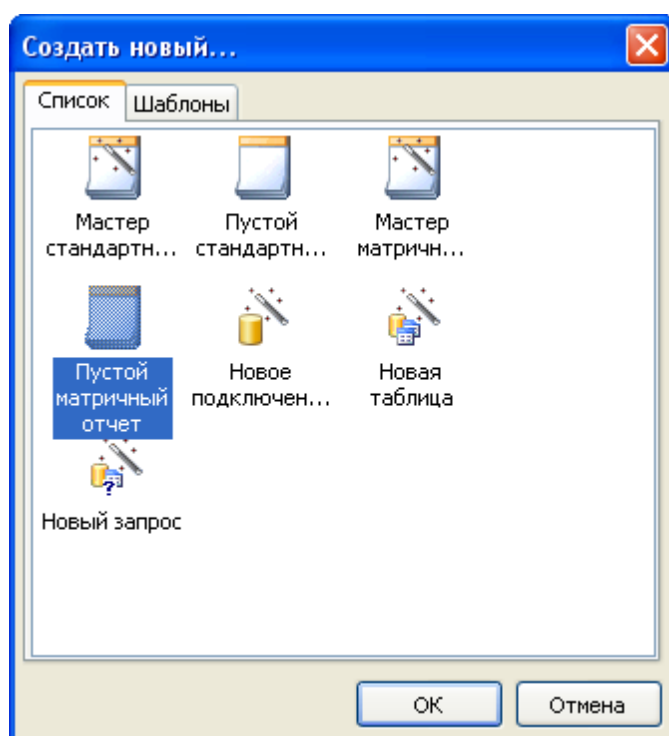 Создать новый...
Список Шаблоны
Мастер стандартн...
Пустой стандартн...
Мастер матричн...
Пустой матричный отчет
Новое подключен...
Новая таблица
Новый запрос
ОК Отмена